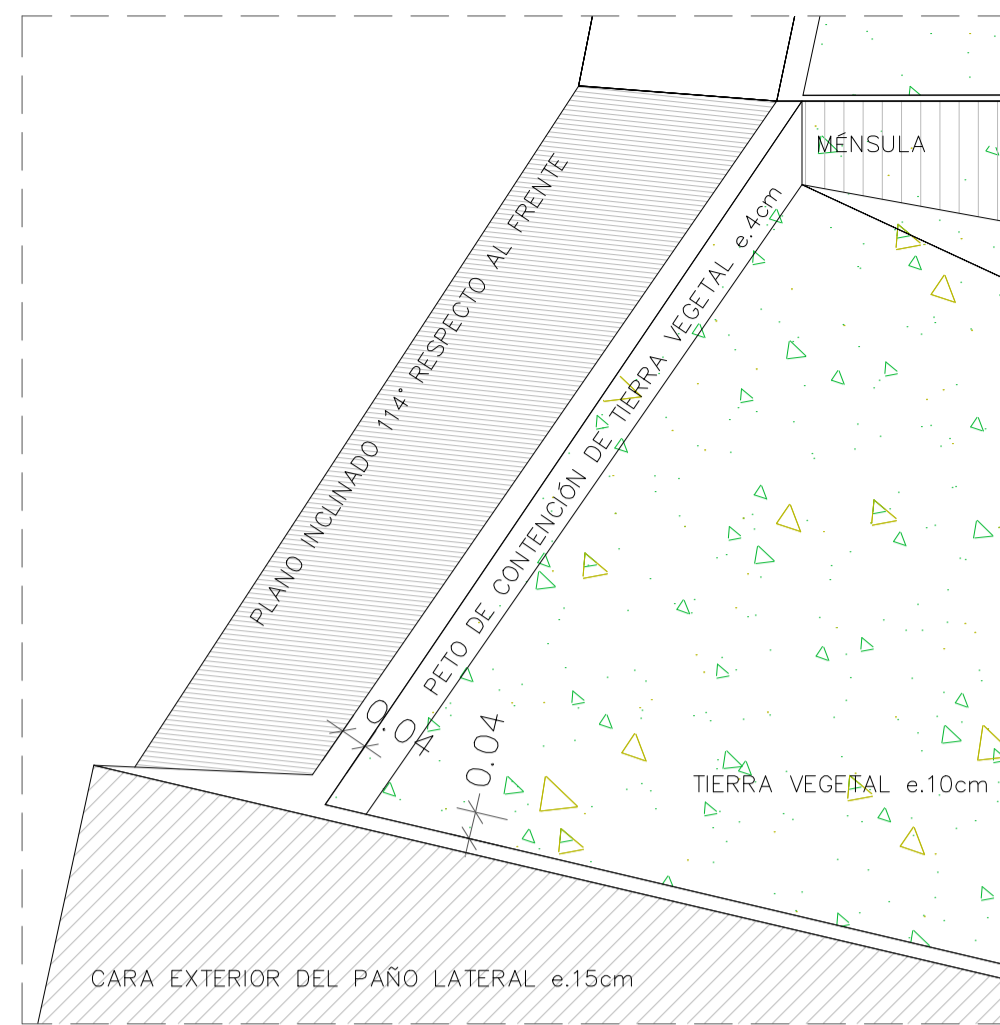 MÉNSULA
PLANO INCLINADO 114° RESPECTO AL FRENTE
PETO DE CONTENCIÓN DE TIERRA VEGETAL e.4cm
0.04
0.04
TIERRA VEGETAL e.10cm
CARA EXTERIOR DEL PAÑO LATERAL e.15cm